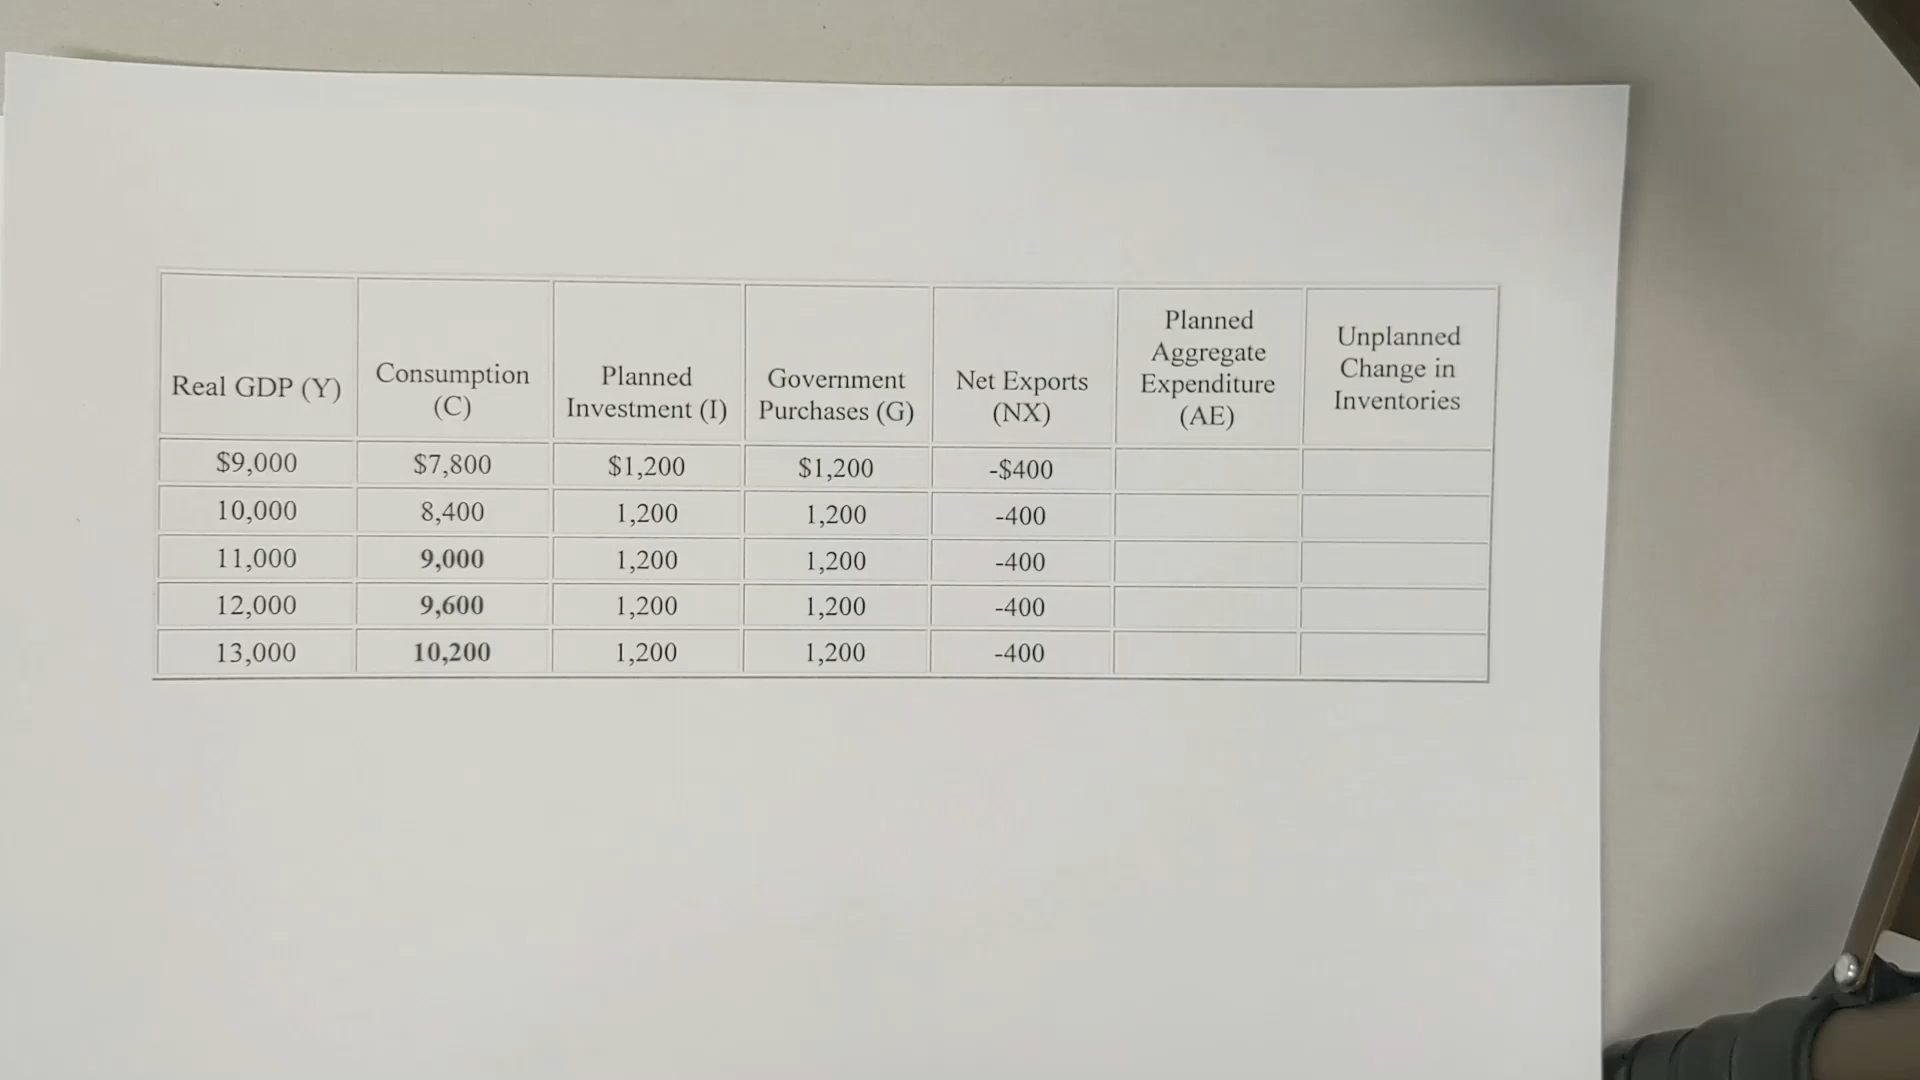 Real GDP (Y)
Consumption
(C)
Planned
Investment (I)
Government
Purchases (G)
Net Exports
(NX)
Planned
Aggregate
Expenditure
(AE)
Unplanned
Change in
Inventories
$9,000 $7,800 $1,200 $1,200 -$400
10,000 8,400 1,200 1,200 -400
11,000 9,000 1,200 1,200 -400
12,000 9,600 1,200 1,200 -400
13,000 10,200 1,200 1,200 -400